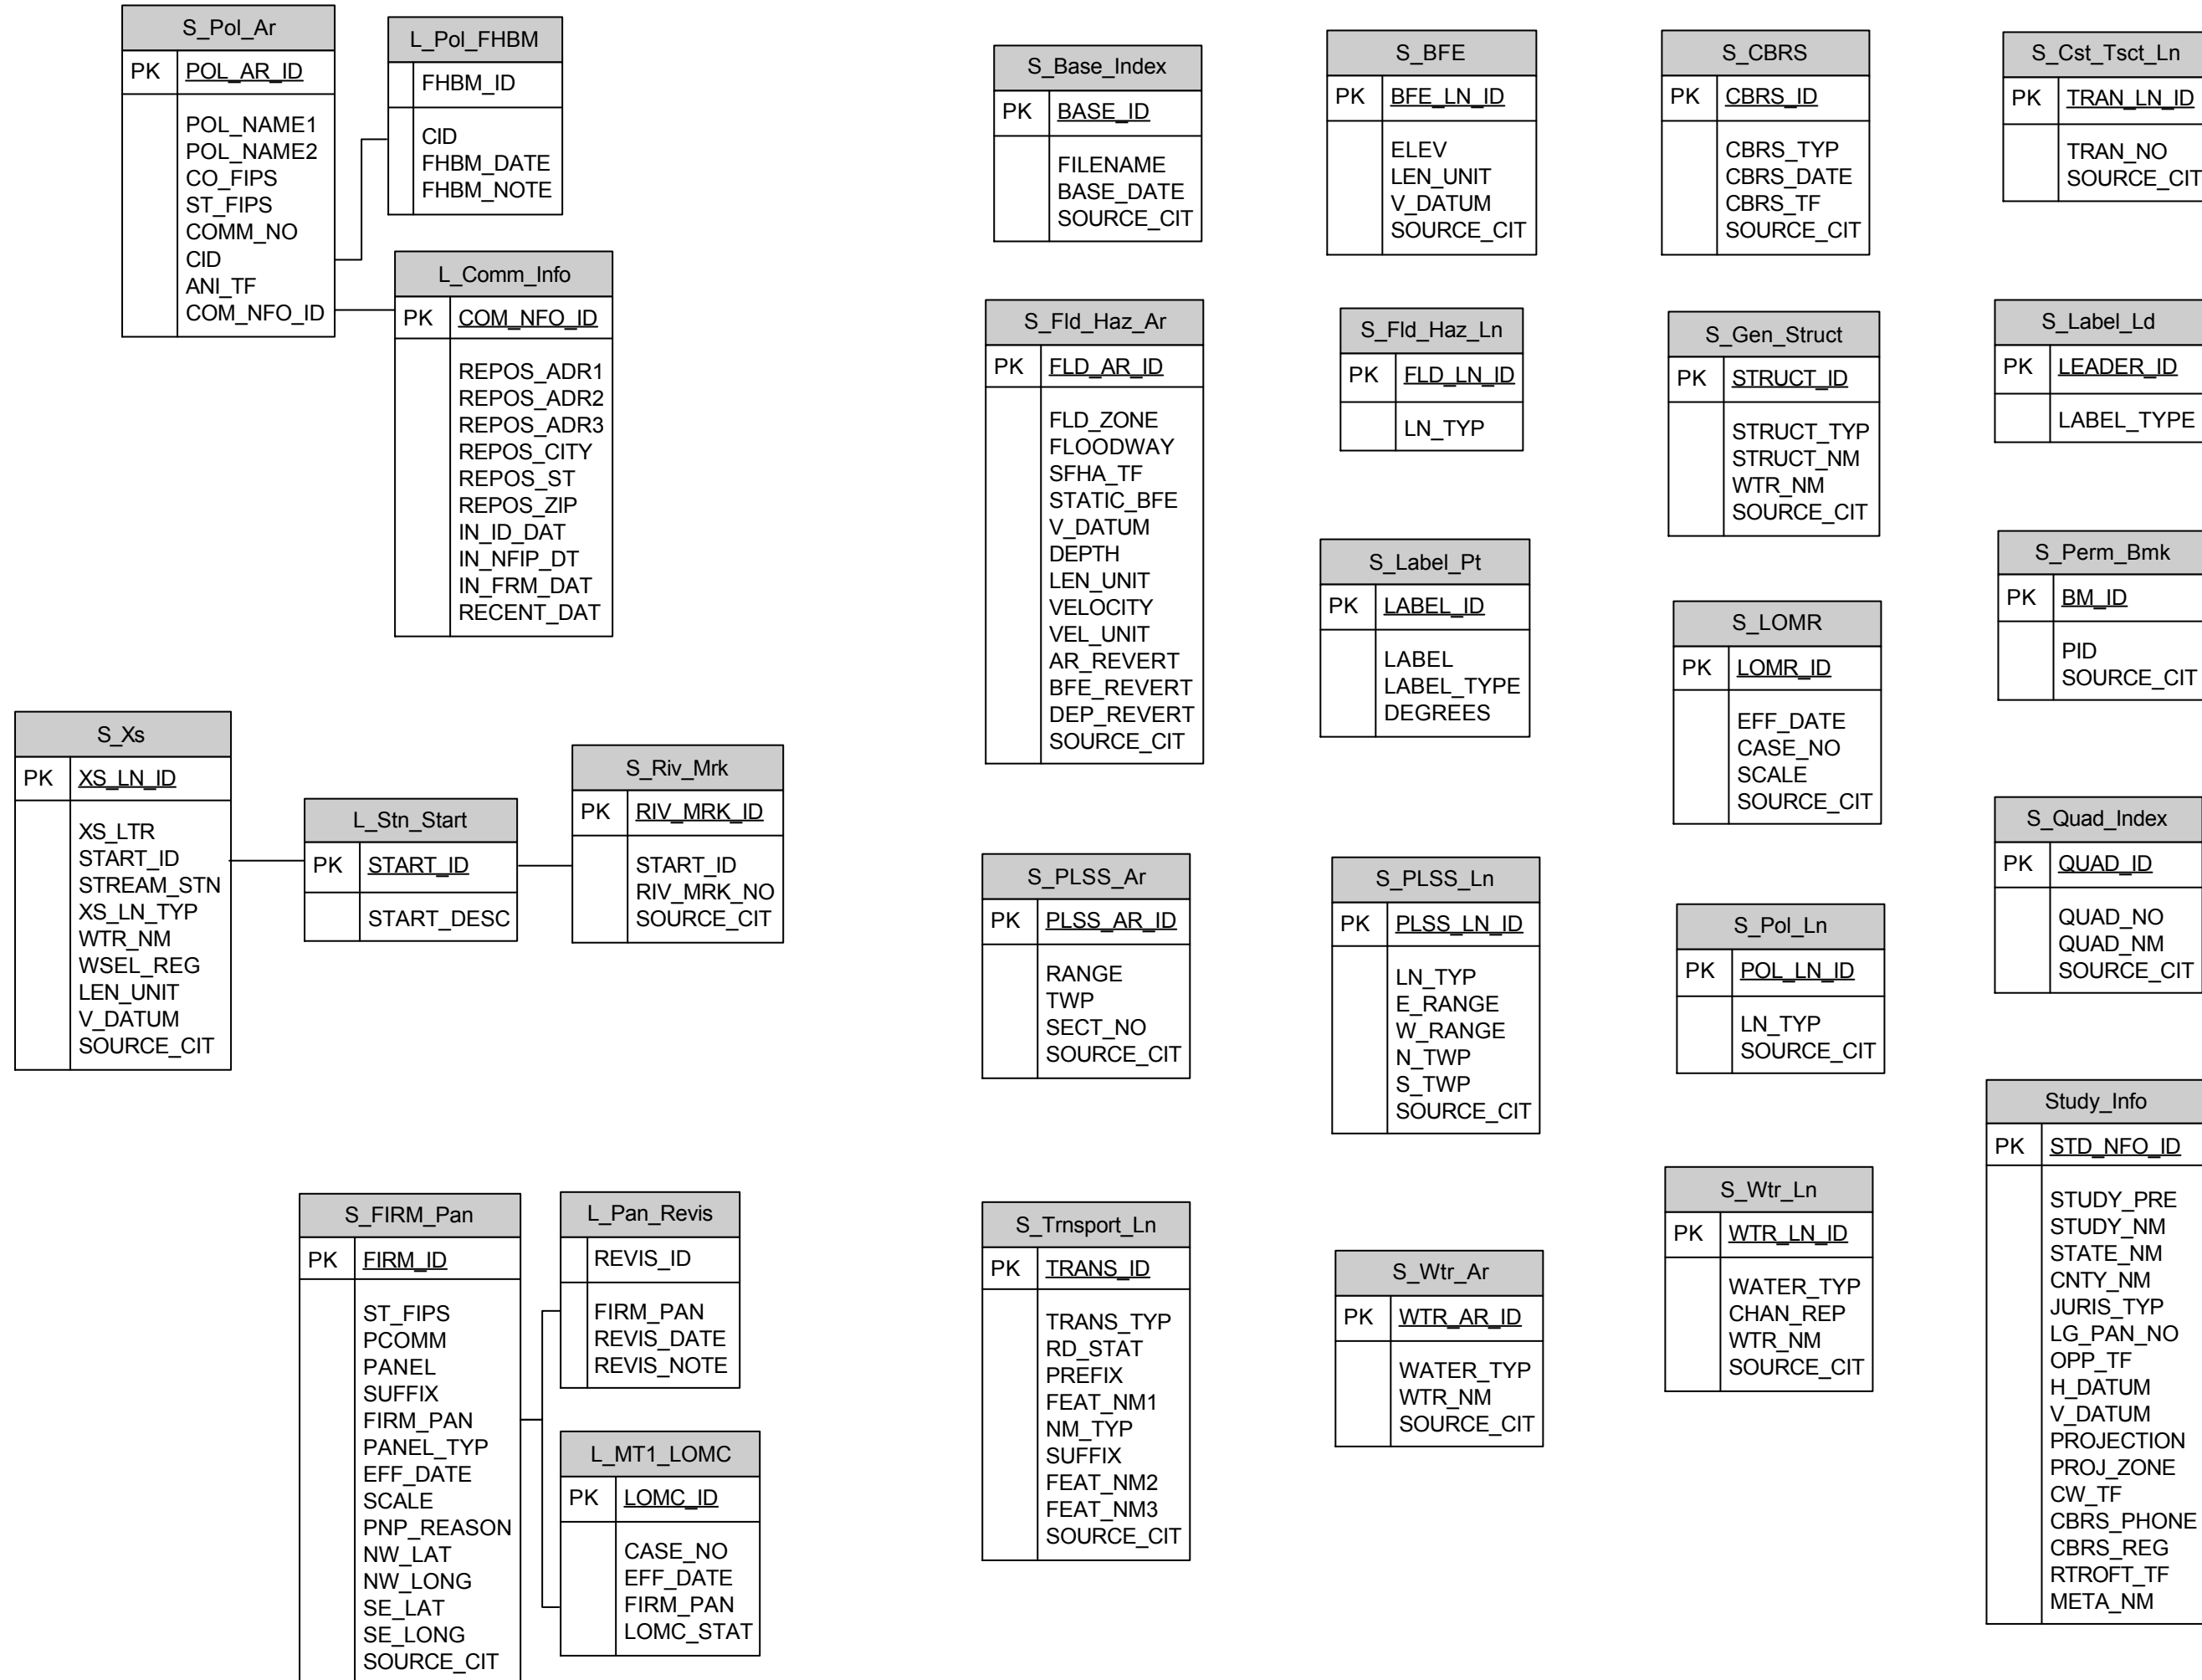 S_Pol_Ar
PK POL_AR_ID
POL_NAME1
POL_NAME2
CO_FIPS
ST_FIPS
COMM_NO
CID
ANI_TF
COM_NFO_ID
L_Pol_FHBM
FHBM_ID
CID
FHBM_DATE
FHBM_NOTE
L_Comm_Info
PK COM_NFO_ID
REPOS_ADR1
REPOS_ADR2
REPOS_ADR3
REPOS_CITY
REPOS_ST
REPOS_ZIP
IN_ID_DAT
IN_NFIP_DT
IN_FRM_DAT
RECENT_DAT
S_Xs
PK XS_LN_ID
XS_LTR
START_ID
STREAM_STN
XS_LN_TYP
WTR_NM
WSEL_REG
LEN_UNIT
V_DATUM
SOURCE_CIT
L_Stn_Start
PK START_ID
START_DESC
S_Riv_Mrk
PK RIV_MRK_ID
START_ID
RIV_MRK_NO
SOURCE_CIT
S_FIRM_Pan
PK FIRM_ID
ST_FIPS
PCOMM
PANEL
SUFFIX
FIRM_PAN
PANEL_TYP
EFF_DATE
SCALE
PNP_REASON
NW_LAT
NW_LONG
SE_LAT
SE_LONG
SOURCE_CIT
L_Pan_Revis
REVIS_ID
FIRM_PAN
REVIS_DATE
REVIS_NOTE
L_MT1_LOMC
PK LOMC_ID
CASE_NO
EFF_DATE
FIRM_PAN
LOMC_STAT
S_Base_Index
PK BASE_ID
FILENAME
BASE_DATE
SOURCE_CIT
S_Fld_Haz_Ar
PK FLD_AR_ID
FLD_ZONE
FLOODWAY
SFHA_TF
STATIC_BFE
V_DATUM
DEPTH
LEN_UNIT
VELOCITY
VEL_UNIT
AR_REVERT
BFE_REVERT
DEP_REVERT
SOURCE_CIT
S_PLSS_Ar
PK PLSS_AR_ID
RANGE
TWP
SECT_NO
SOURCE_CIT
S_Trnsport_Ln
PK TRANS_ID
TRANS_TYP
RD_STAT
PREFIX
FEAT_NM1
NM_TYP
SUFFIX
FEAT_NM2
FEAT_NM3
SOURCE_CIT
S_BFE
PK BFE_LN_ID
ELEV
LEN_UNIT
V_DATUM
SOURCE_CIT
S_Fld_Haz_Ln
PK FLD_LN_ID
LN_TYP
S_Label_Pt
PK LABEL_ID
LABEL
LABEL_TYPE
DEGREES
S_PLSS_Ln
PK PLSS_LN_ID
LN_TYP
E_RANGE
W_RANGE
N_TWP
S_TWP
SOURCE_CIT
S_Wtr_Ar
PK WTR_AR_ID
WATER_TYP
WTR_NM
SOURCE_CIT
S_CBRS
PK CBRS_ID
CBRS_TYP
CBRS_DATE
CBRS_TF
SOURCE_CIT
S_Gen_Struct
PK STRUCT_ID
STRUCT_TYP
STRUCT_NM
WTR_NM
SOURCE_CIT
S_LOMR
PK LOMR_ID
EFF_DATE
CASE_NO
SCALE
SOURCE_CIT
S_Pol_Ln
PK POL_LN_ID
LN_TYP
SOURCE_CIT
S_Wtr_Ln
PK WTR_LN_ID
WATER_TYP
CHAN_REP
WTR_NM
SOURCE_CIT
S_Cst_Tsct_Ln
PK TRAN_LN_ID
TRAN_NO
SOURCE_CIT
S_Label_Ld
PK LEADER_ID
LABEL_TYPE
S_Perm_Bmk
PK BM_ID
PID
SOURCE_CIT
S_Quad_Index
PK QUAD_ID
QUAD_NO
QUAD_NM
SOURCE_CIT
Study_Info
PK STD_NFO_ID
STUDY_PRE
STUDY_NM
STATE_NM
CNTY_NM
JURIS_TYP
LG_PAN_NO
OPP_TF
H_DATUM
V_DATUM
PROJECTION
PROJ_ZONE
CW_TF
CBRS_PHONE
CBRS_REG
RTROFT_TF
META_NM